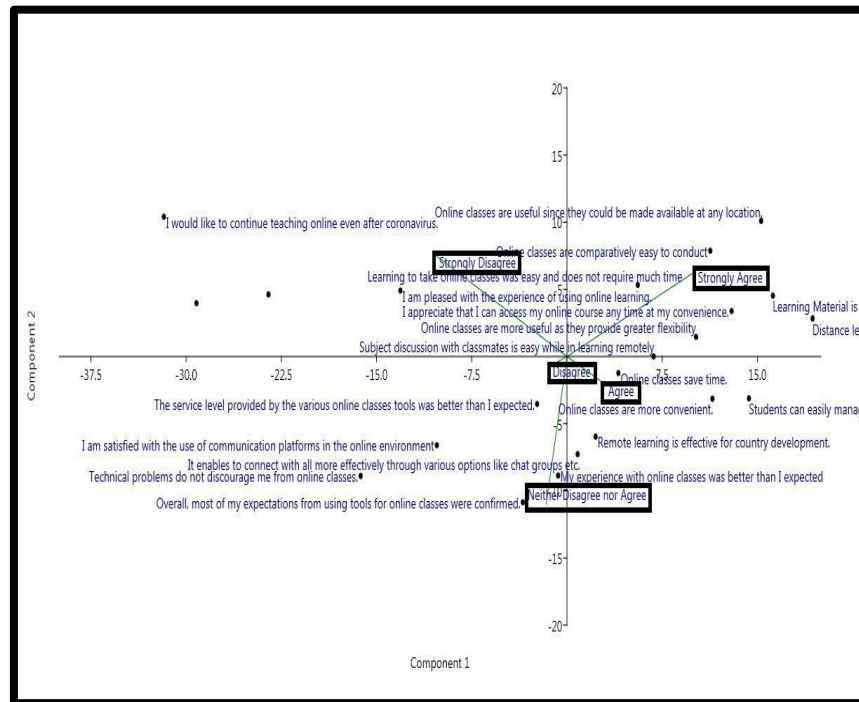 20
15
Online classes are useful since they could be made available at any location.
10
I would like to continue teaching online even after coronavirus.
Online classes are comparatively easy to conduct
Strongly Disagree
Learning to take online classes was easy and does not require much time
Strongly Agree
5
I am pleased with the experience of using online learning.
Learning Material is
I appreciate that I can access my online course any time at my convenience.
Online classes are more useful as they provide greater flexibility
Distance le
Subject discussion with classmates is easy while in learning remotely
-37.5
-30.0
-22.5
-15.0
-7.5
7.5
15.0
Disagree
Online classes save time.
Agree
The service level provided by the various online classes tools was better than I expected.
Online classes are more convenient.
Students can easily manag
-5
I am satisfied with the use of communication platforms in the online environment
Remote learning is effective for country development.
It enables to connect with all more effectively through various options like chat groups etc.
Technical problems do not discourage me from online classes.
My experience with online classes was better than I expected
Neither Disagree nor Agree
Overall, most of my expectations from using tools for online classes were confirmed.
-15
-20
Component 1
Component 2